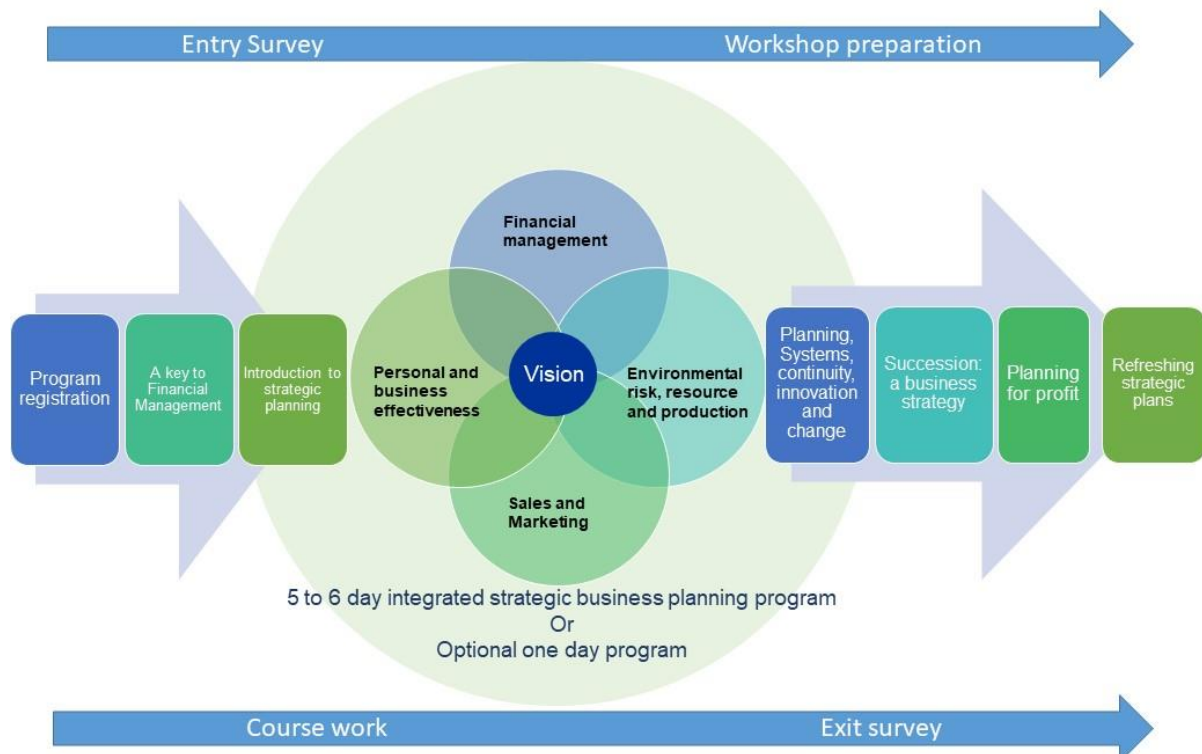 Entry Survey
Workshop preparation
Financial
management
Program
registration
A key to
Financial
Management
Introduction to
strategic
planning
Personal and
business
effectiveness
Vision
Environmental
risk, resource
and production
Planning,
Systems,
continuity,
innovation
and
change
Succession:
a business
strategy
Planning
for profit
Refreshing
strategic
plans
Sales and
Marketing
5 to 6 day integrated strategic business planning program
Or
Optional one day program
Course work
Exit survey